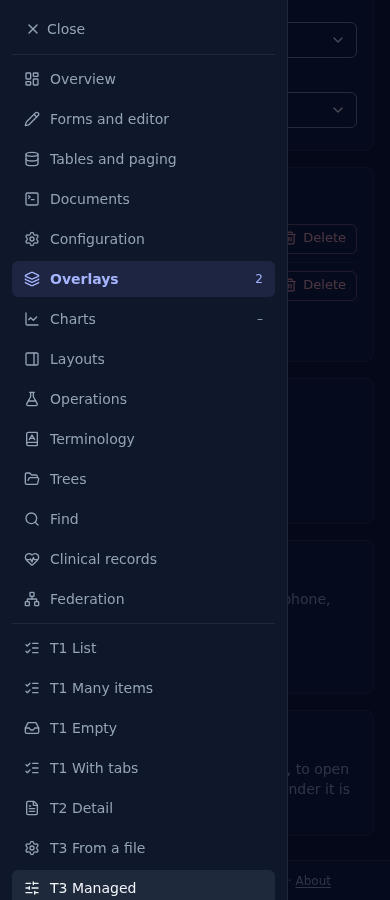 Close
Overview
Forms and editor
Tables and paging
Documents
Configuration
Delete
Overlays 2
Delete
Charts –
Layouts
Operations
Terminology
Trees
Find
Clinical records
Federation
phone,
T1 List
T1 Many items
T1 Empty
T1 With tabs
, to open
nder it is
T2 Detail
T3 From a file
T3 Managed
· About